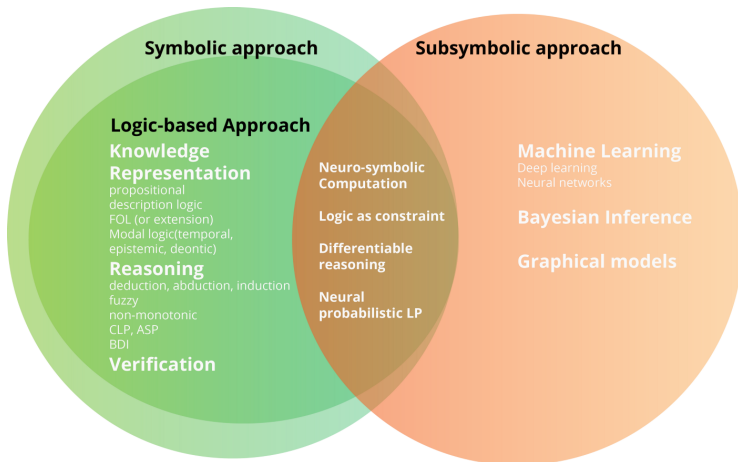 Symbolic approach
Subsymbolic approach
Logic-based Approach
Knowledge
Representation
propositional
description logic
FOL (or extension)
Modal logic(temporal,
epistemic, deontic)
Reasoning
deduction, abduction, induction
fuzzy
non-monotonic
CLP, ASP
BDI
Verification
Neuro-symbolic
Computation
Logic as constraint
Differentiable
reasoning
Neural
probabilistic LP
Machine Learning
Deep learning
Neural networks
Bayesian Inference
Graphical models